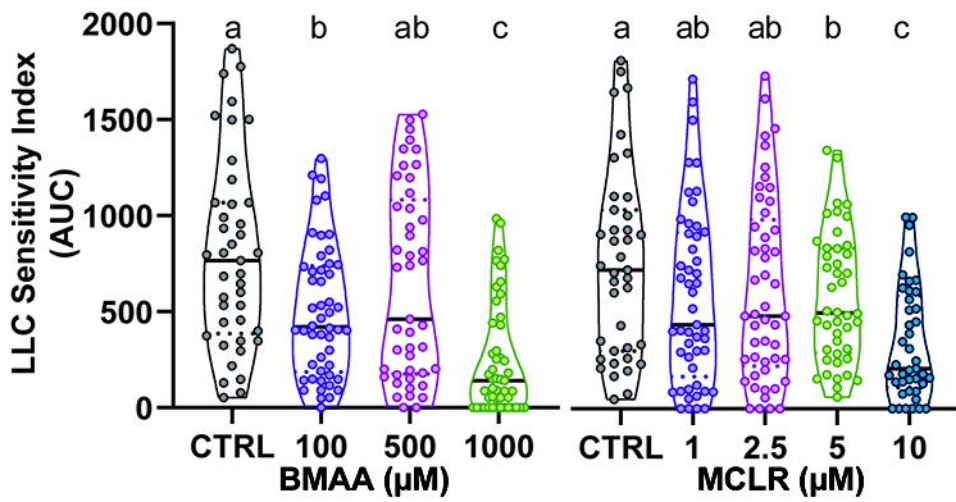 LLC Sensitivity Index
(AUC)
2000
1500
1000
500
0
a b ab c a ab ab b c
CTRL 100 500 1000 CTRL 1 2.5 5 10
BMAA (µM) MCLR (µM)